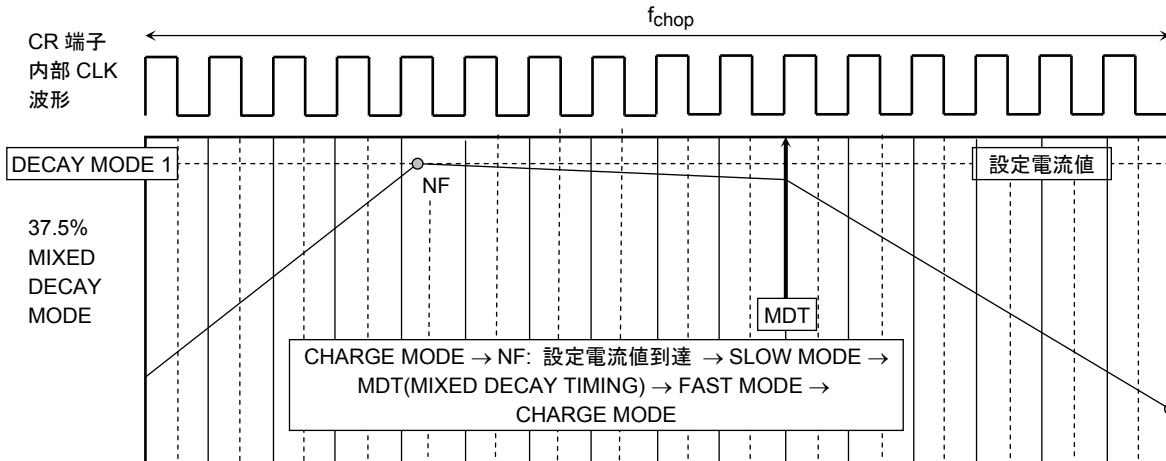 fchop
CR 端子
内部 CLK
波形
DECAY MODE 1
設定電流値
NF
37.5%
MIXED
DECAY
MODE
MDT
CHARGE MODE → NF: 設定電流値到達 → SLOW MODE →
MDT(MIXED DECAY TIMING) → FAST MODE →
CHARGE MODE